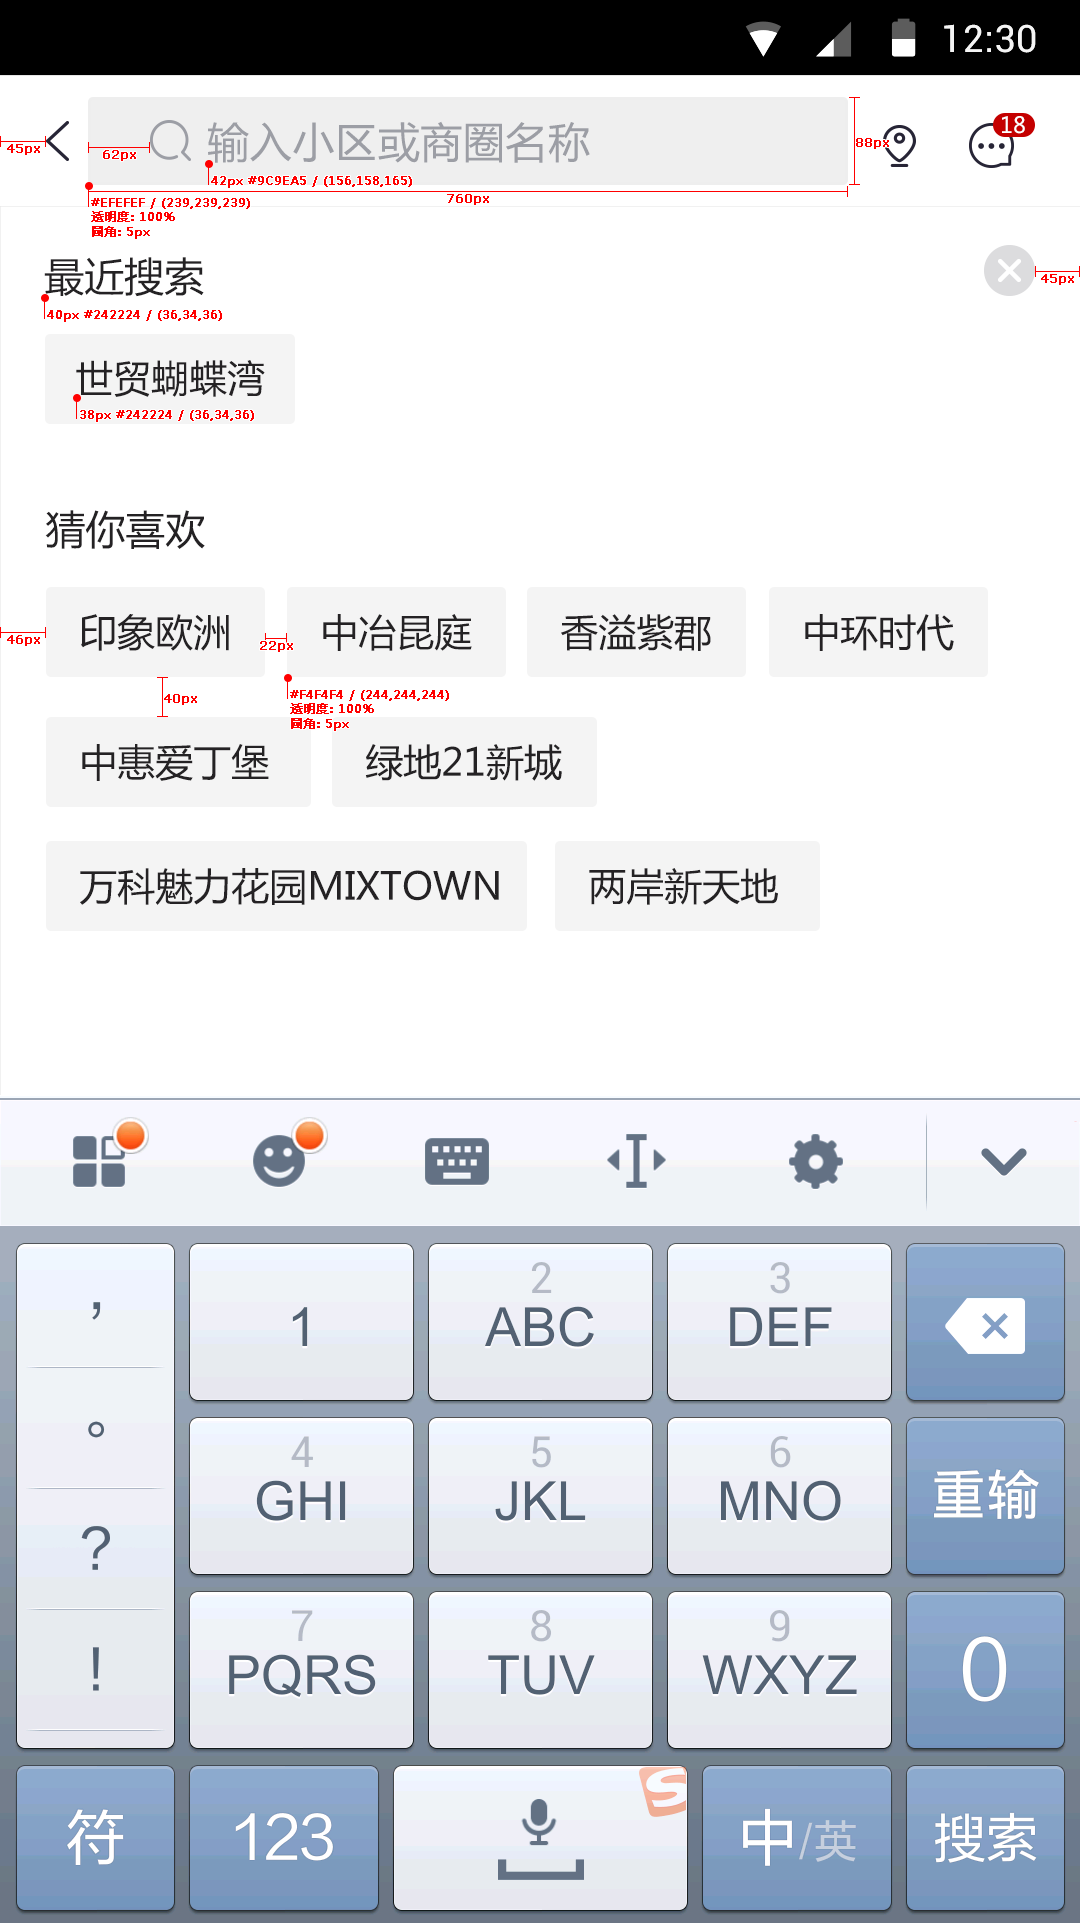 12:30
输入小区或商圈名称
18
45px
62px
88px
42px #9C9EA5 / (156,158,165)
760px
#EFEFEF / (239,239,239)
透明度: 100%
圆角: 5px
最近搜索
45px
40px #242224 / (36,34,36)
世贸蝴蝶湾
38px #242224 / (36,34,36)
猜你喜欢
印象欧洲 中冶昆庭 香溢紫郡 中环时代
46px
22px
40px
#F4F4F4 / (244,244,244)
透明度: 100%
圆角: 5px
中惠爱丁堡 绿地21新城
万科魅力花园MIXTOWN 两岸新天地
, 1 2 ABC 3 DEF
。 4 GHI 5 JKL 6 MNO 重输
?
! 7 PQRS 8 TUV 9 WXYZ 0
符 123 S 中/英 搜索